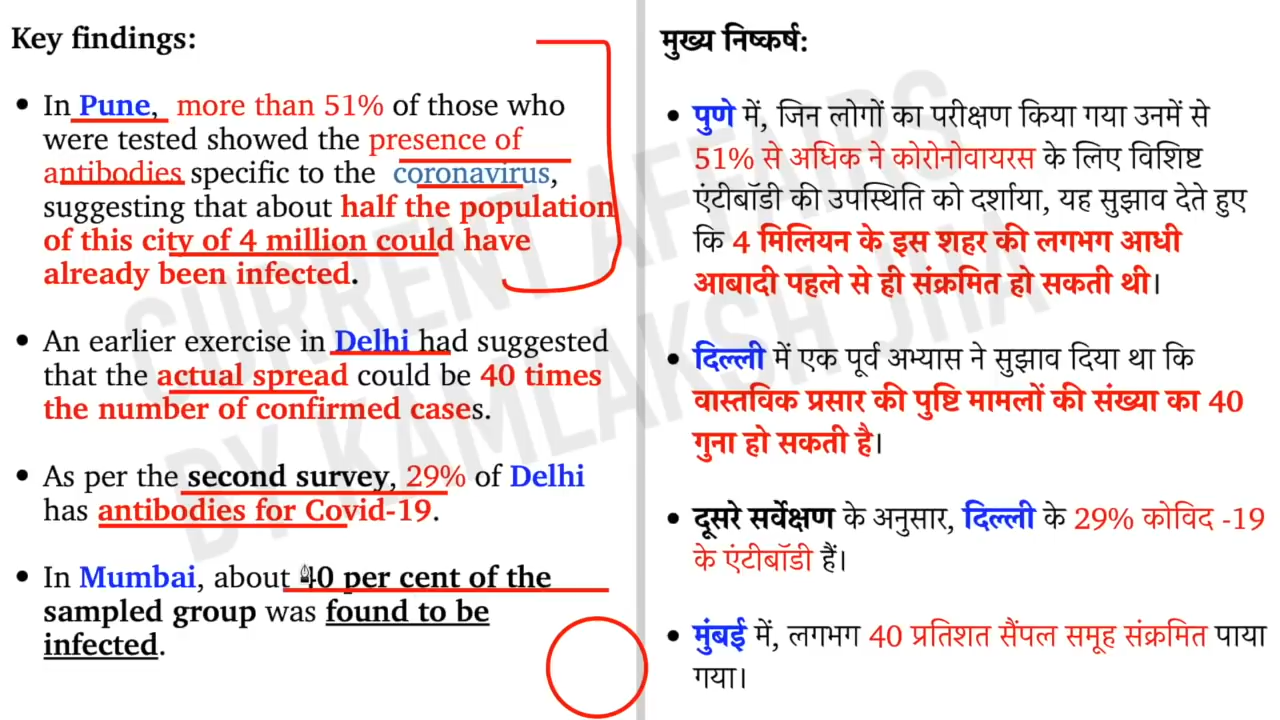 Key findings:
In Pune, more than 51% of those who
were tested showed the presence of
antibodies specific to the coronavirus,
suggesting that about half the population
of this city of 4 million could have
already been infected.
An earlier exercise in Delhi had suggested
that the actual spread could be 40 times
the number of confirmed cases.
As per the second survey, 29% of Delhi
has antibodies for Covid-19.
In Mumbai, about 40 per cent of the
sampled group was found to be
infected.
मुख्य निष्कर्ष:
पुणे में, जिन लोगों का परीक्षण किया गया उनमें से
51% से अधिक ने कोरोनोवायरस के लिए विशिष्ट
एंटीबॉडी की उपस्थिति को दर्शाया, यह सुझाव देते हुए
कि 4 मिलियन के इस शहर की लगभग आधी
आबादी पहले से ही संक्रमित हो सकती थी।
दिल्ली में एक पूर्व अभ्यास ने सुझाव दिया था कि
वास्तविक प्रसार की पुष्टि मामलों की संख्या का 40
गुना हो सकती है।
दूसरे सर्वेक्षण के अनुसार, दिल्ली के 29% कोविद -19
के एंटीबॉडी हैं।
मुंबई में, लगभग 40 प्रतिशत सैंपल समूह संक्रमित पाया
गया।
CURRENT AFFAIRS
BY KAMLAKSH JHA